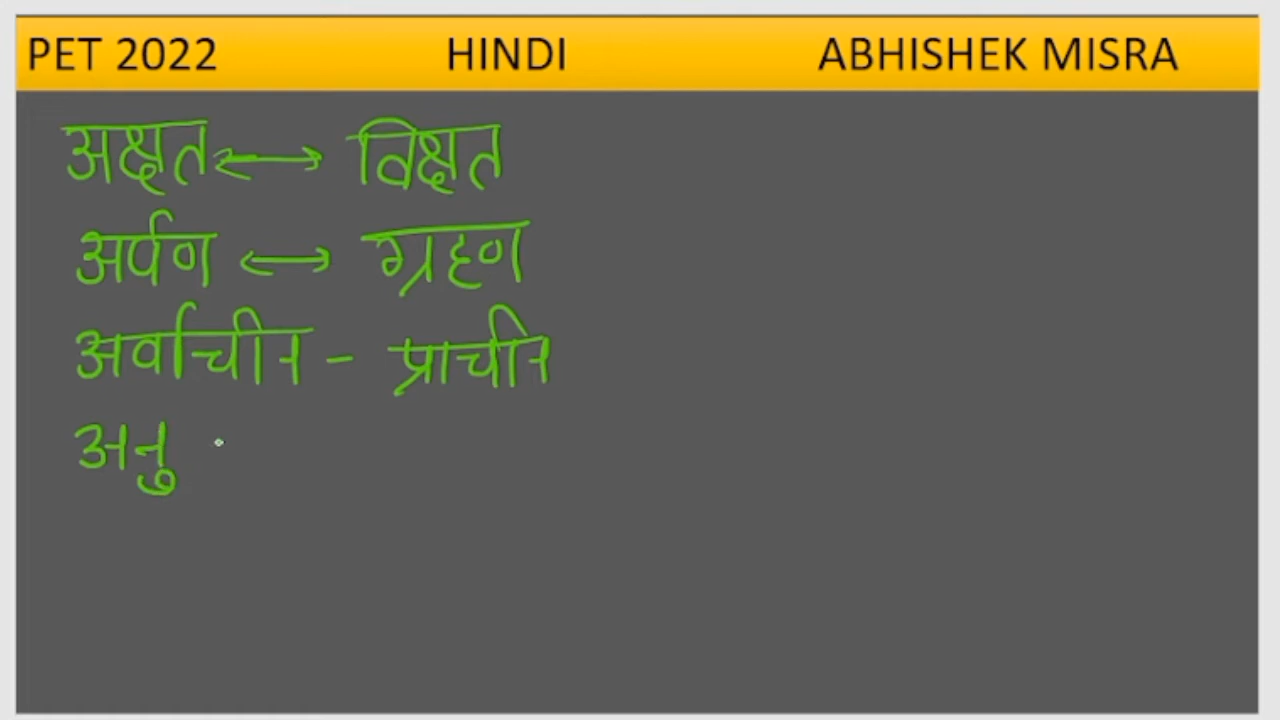 PET 2022 HINDI ABHISHEK MISRA
अक्षत ↔ विक्षत
अर्पण ↔ ग्रहण
अर्वाचीन - प्राचीन
अनु